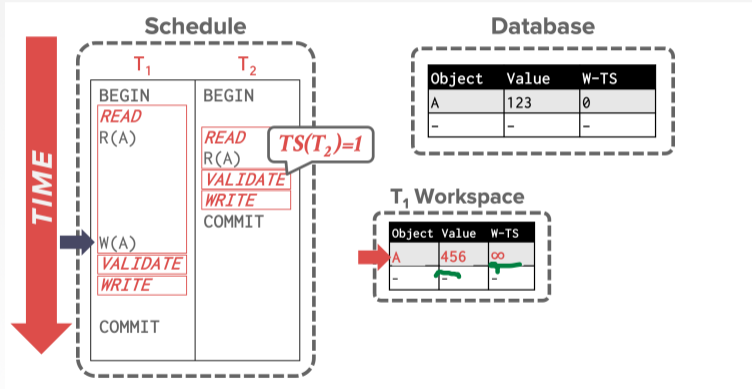 Schedule
T1 T2
BEGIN
READ
R(A)
W(A)
VALIDATE
WRITE
COMMIT
BEGIN
READ
R(A)
VALIDATE
WRITE
COMMIT
TS(T2)=1
TIME
Database
Object Value W-TS
A 123 0
- - -
T1 Workspace
Object Value W-TS
A 456 ∞
- - -